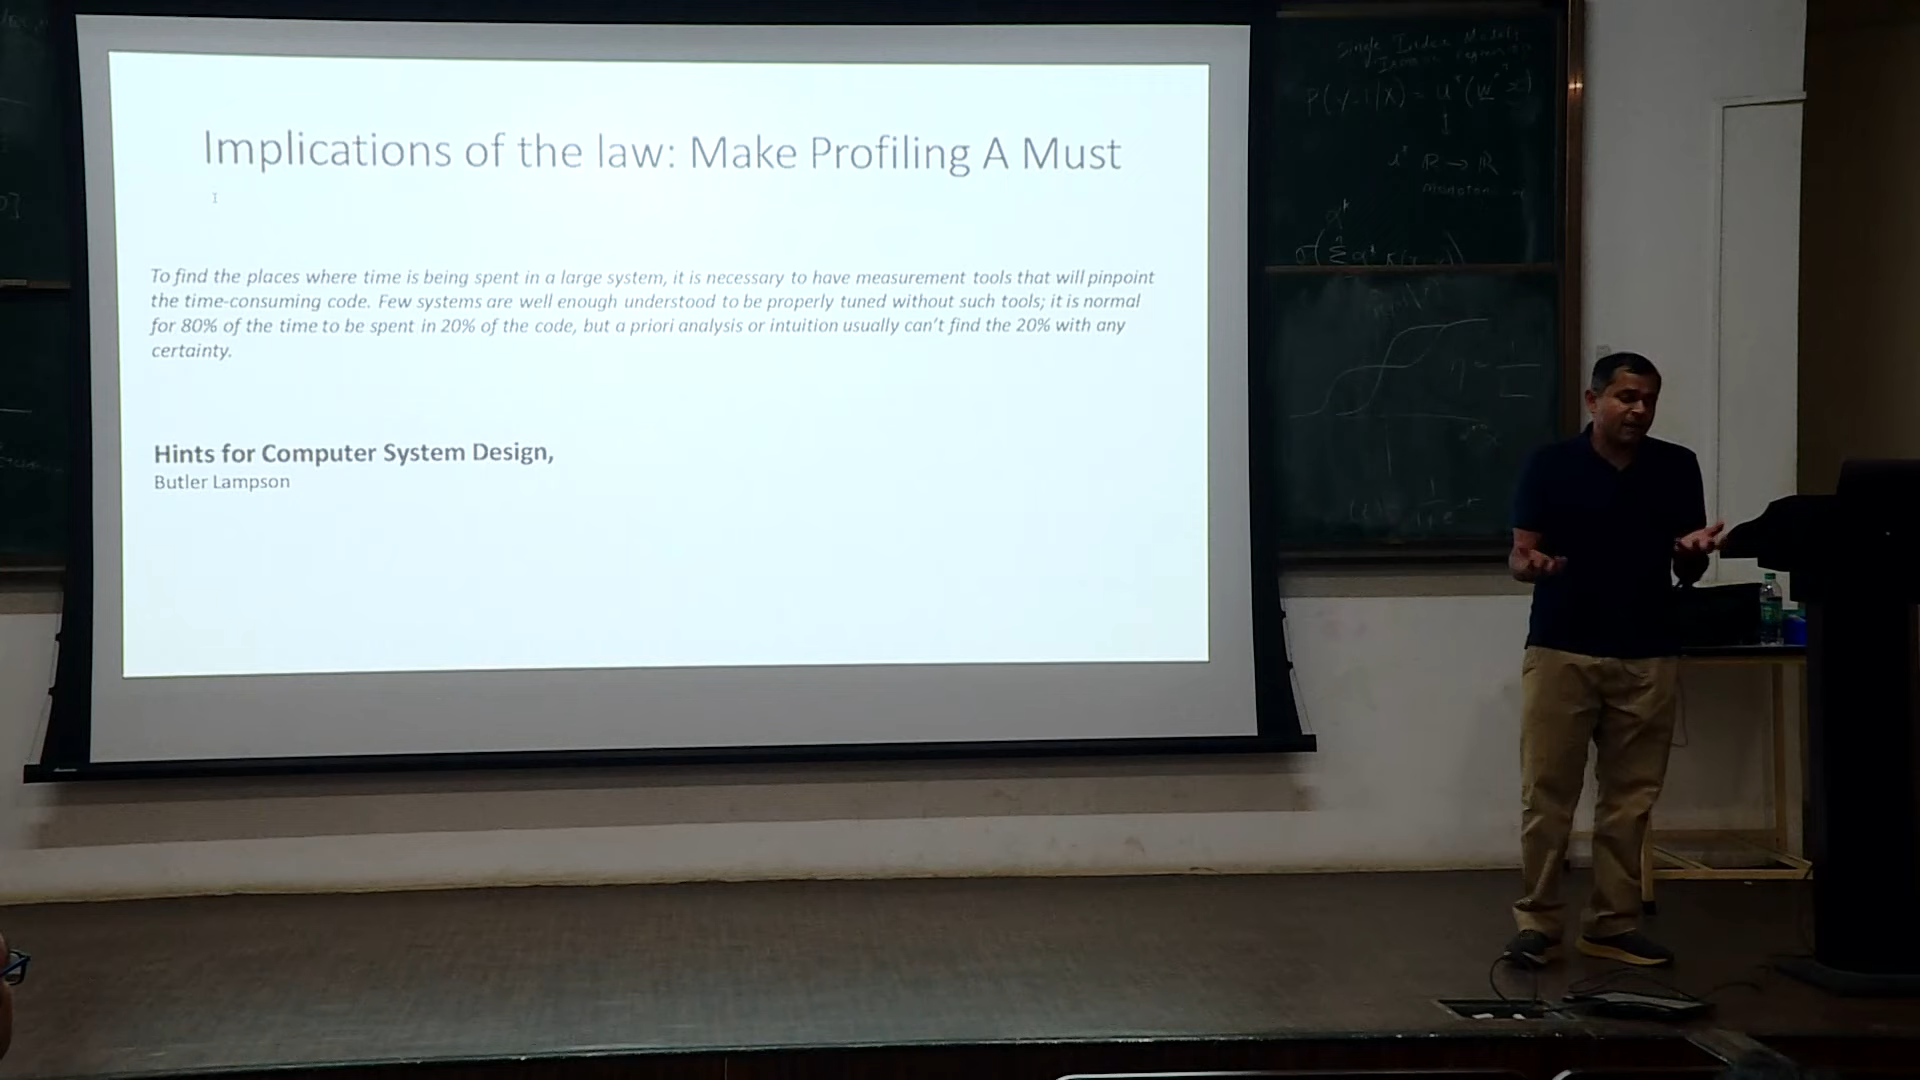 Implications of the law: Make Profiling A Must
To find the places where time is being spent in a large system, it is necessary to have measurement tools that will pinpoint
the time-consuming code. Few systems are well enough understood to be properly tuned without such tools; it is normal
for 80% of the time to be spent in 20% of the code, but a priori analysis or intuition usually can't find the 20% with any
certainty.
Hints for Computer System Design,
Butler Lampson
Single Index Models